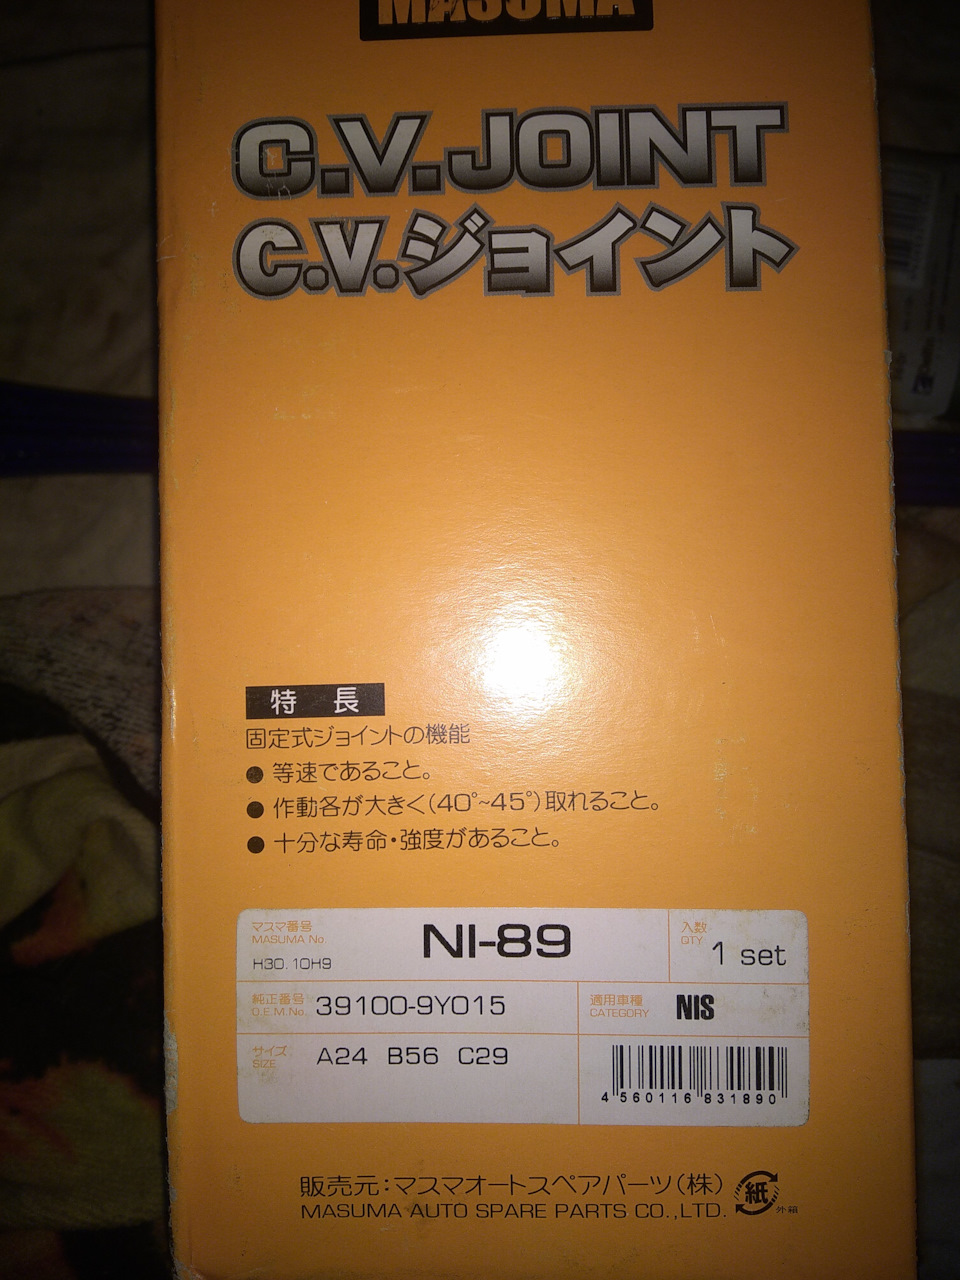 MASUMA
C.V.JOINT
C.V.ジョイント
特 長
固定式ジョイントの機能
● 等速であること。
● 作動各が大きく(40°~45°)取れること。
● 十分な寿命・強度があること。
マスマ番号
MASUMA No
H30.10H9
NI-89
入数
QTY
1 set
純正番号
O.E.M.No.
39100-9Y015
適用車種
CATEGORY
NIS
サイズ
SIZE
A24 B56 C29
4 560116 831890
販売元:マスマオートスペアパーツ(株)
MASUMA AUTO SPARE PARTS CO.,LTD.
紙
外箱